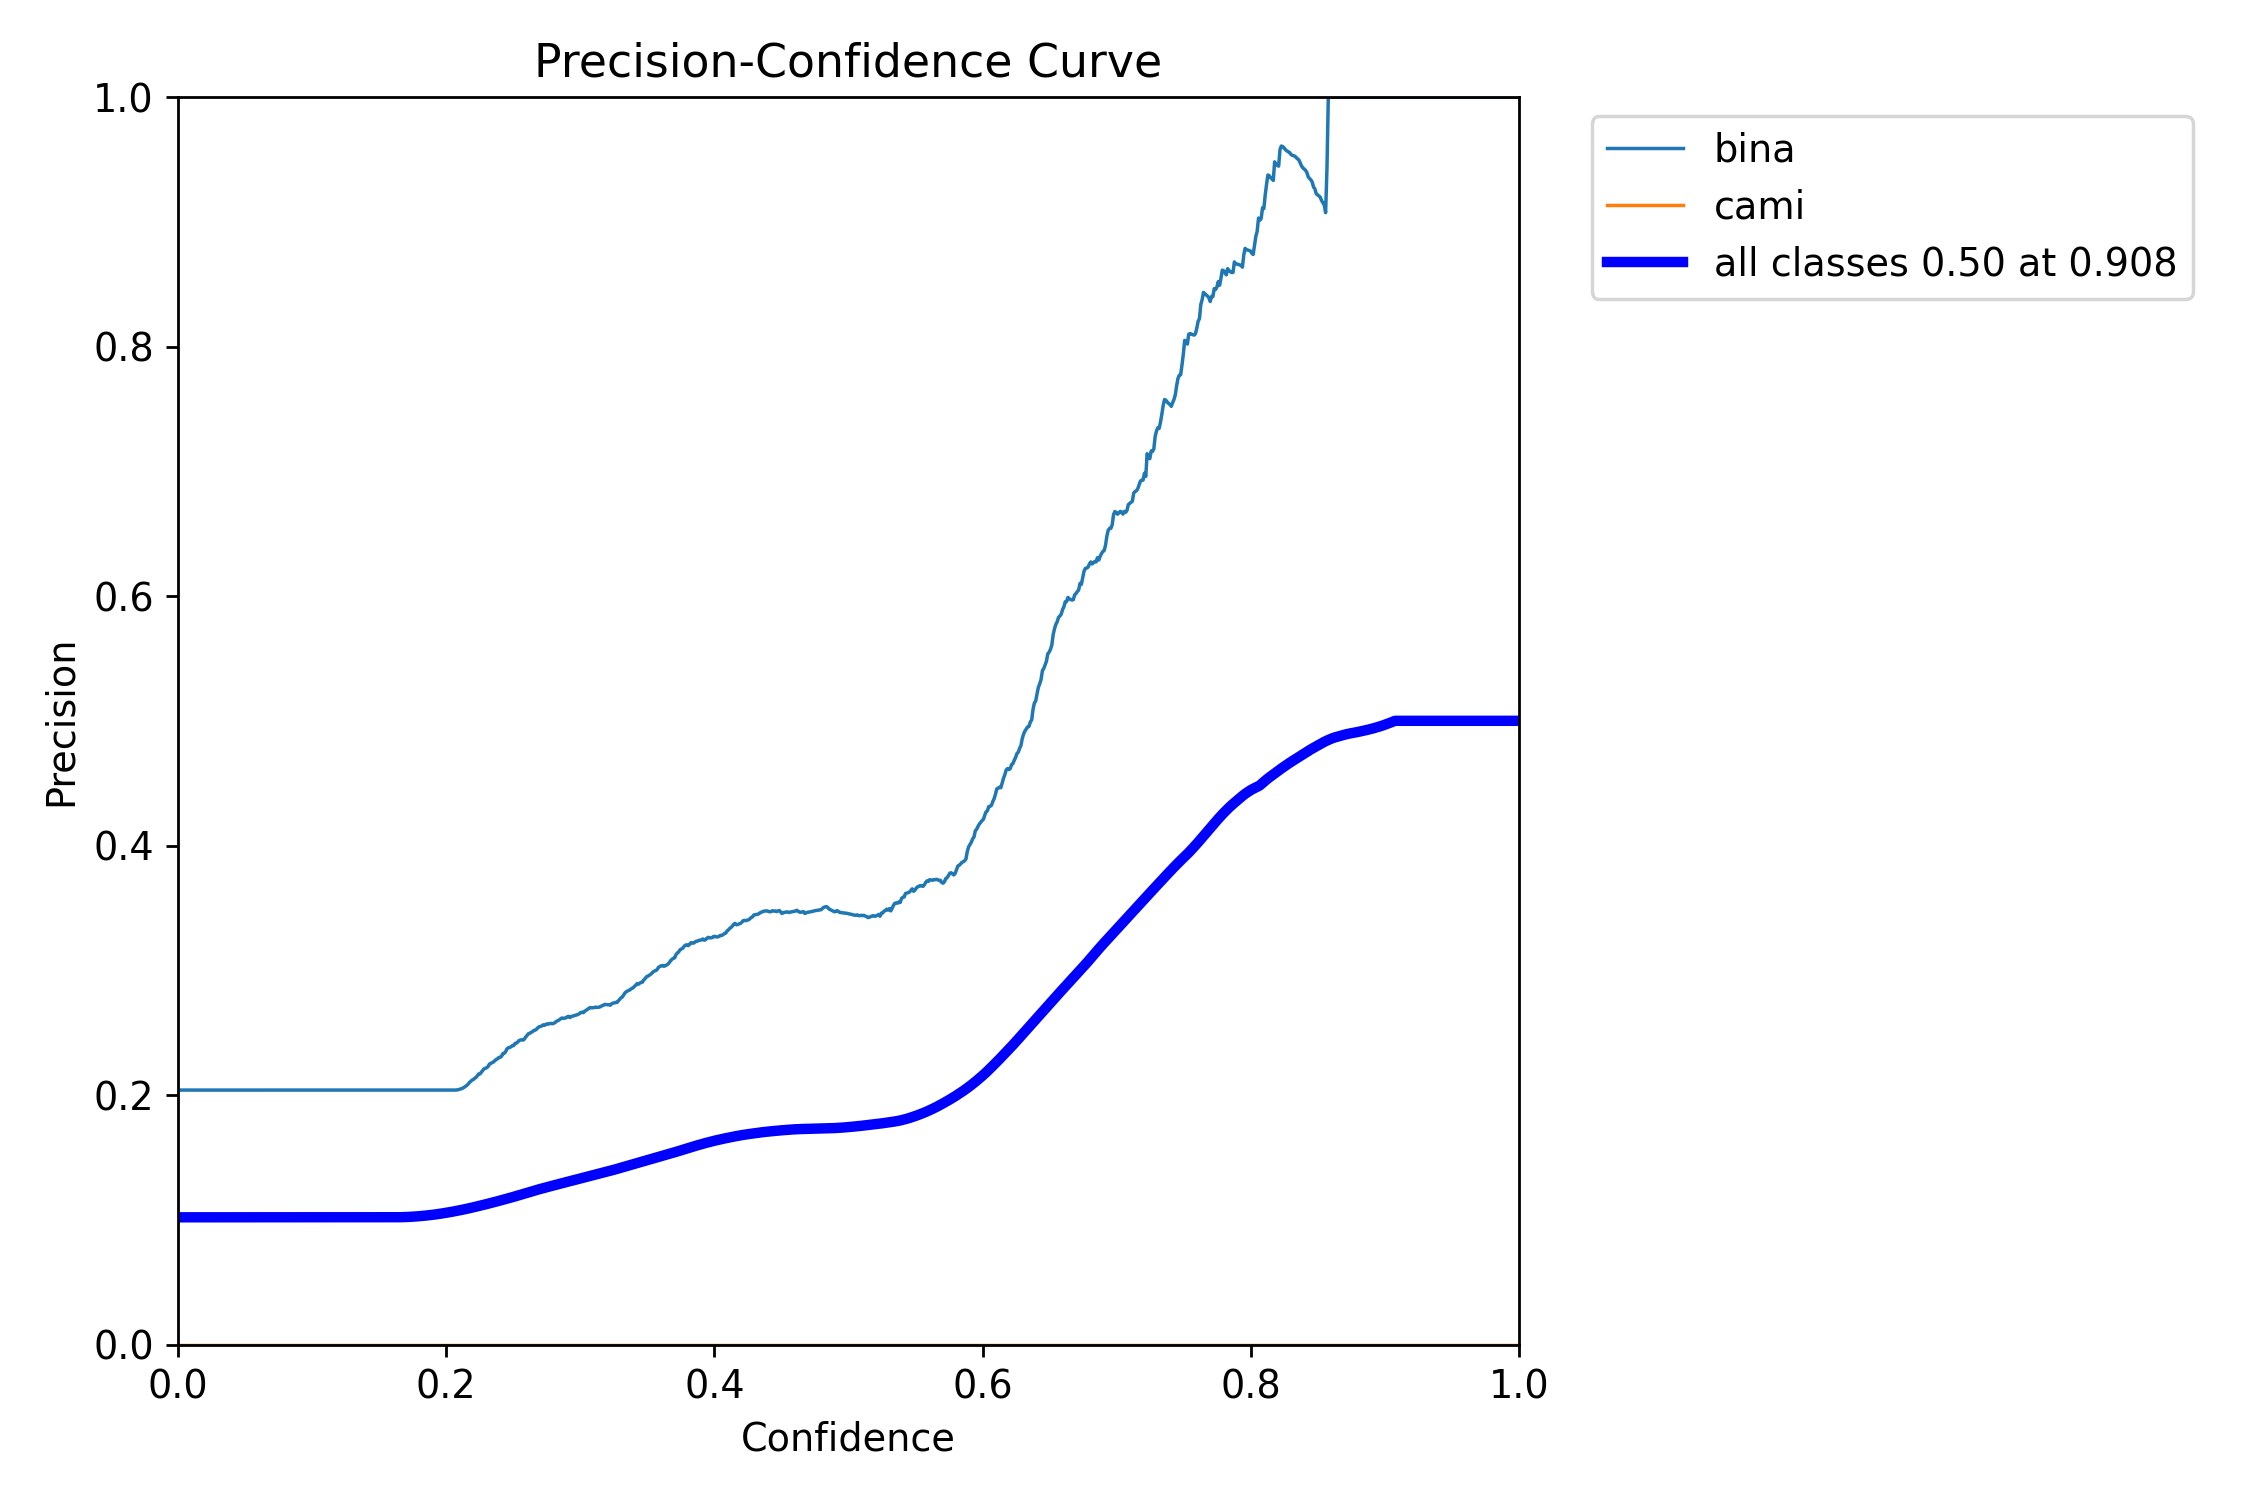 Precision-Confidence Curve
1.0
0.8
0.6
0.4
0.2
0.0
Precision
0.0 0.2 0.4 0.6 0.8 1.0
Confidence
bina
cami
all classes 0.50 at 0.908